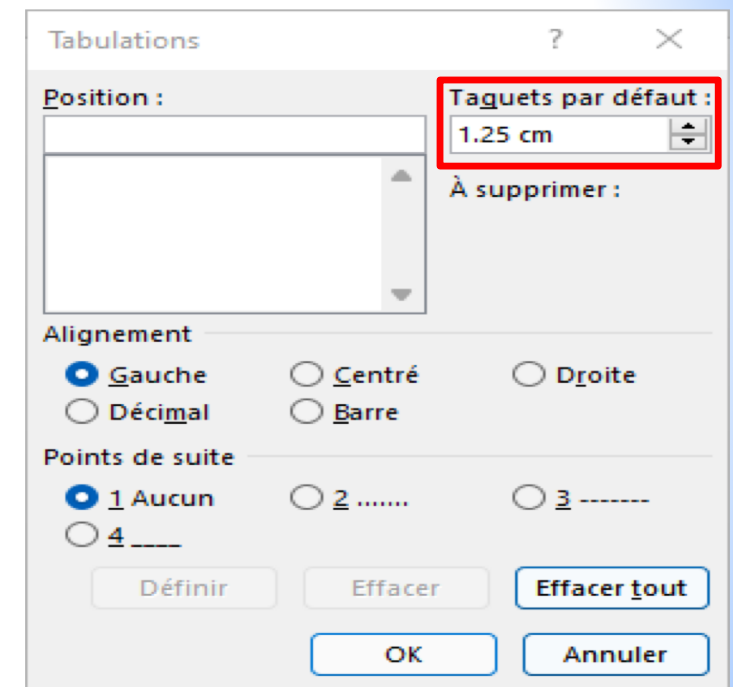 Tabulations ? ×
Position : Taquets par défaut :
1.25 cm
À supprimer :
Alignement
Gauche Centré Droite
Décimal Barre
Points de suite
1 Aucun 2 ....... 3 -------
4 ____
Définir Effacer Effacer tout
OK Annuler